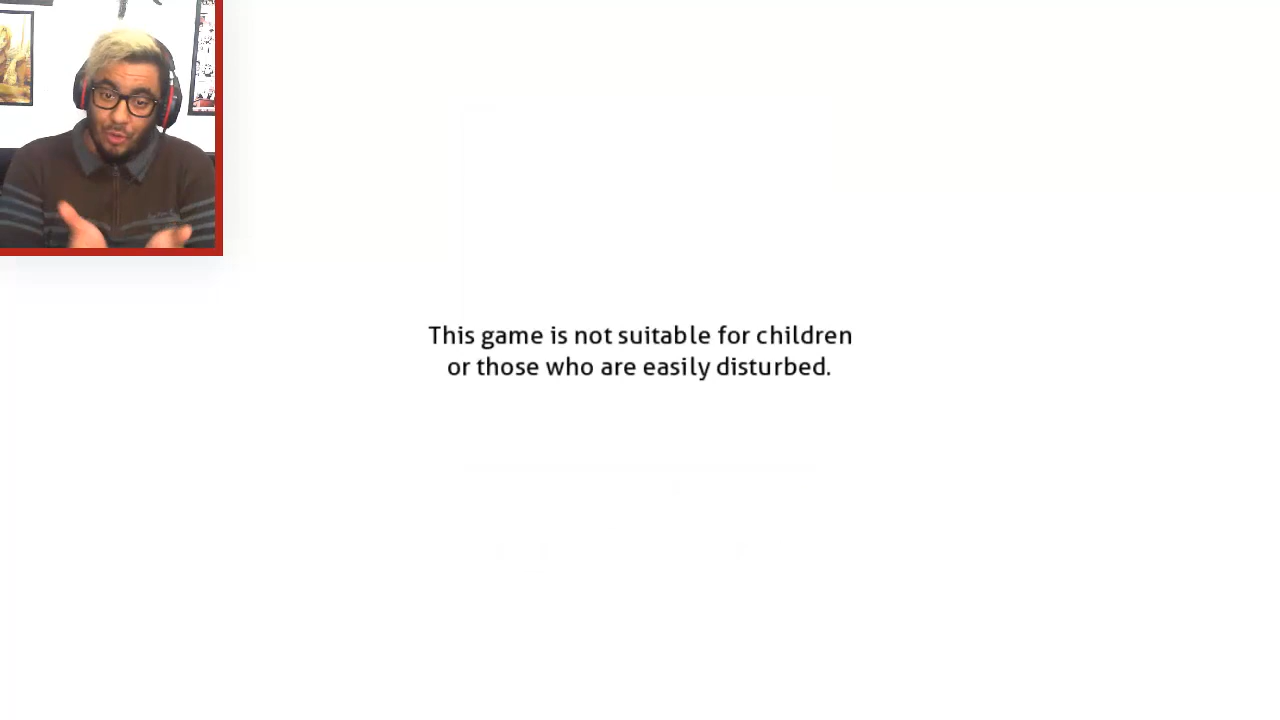 This game is not suitable for children
or those who are easily disturbed.